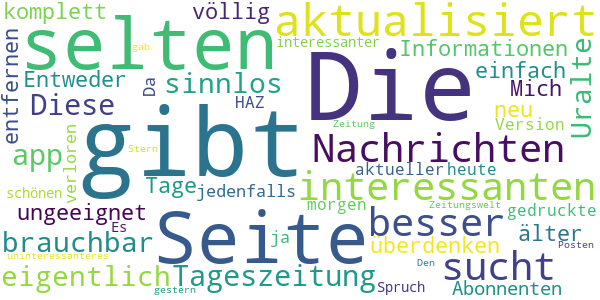 komplett völlig aktualisiert
selten interessanter Informationen
gab
entfernen Entweder sinnlos Da Die einfach Uralte
Diese HAZ Mich neu
gibt Zeitung Version
app verloren Stern Nachrichten
Tage jedenfalls aktueller heute
schönen interessanten
ungeeignet Es Seite morgen Zeitungswelt gedruckte
brauchbar ja besser älter
überdenken Posten
uninteressanteres Den sucht
eigentlich Tageszeitung
gestern Spruch Abonnenten